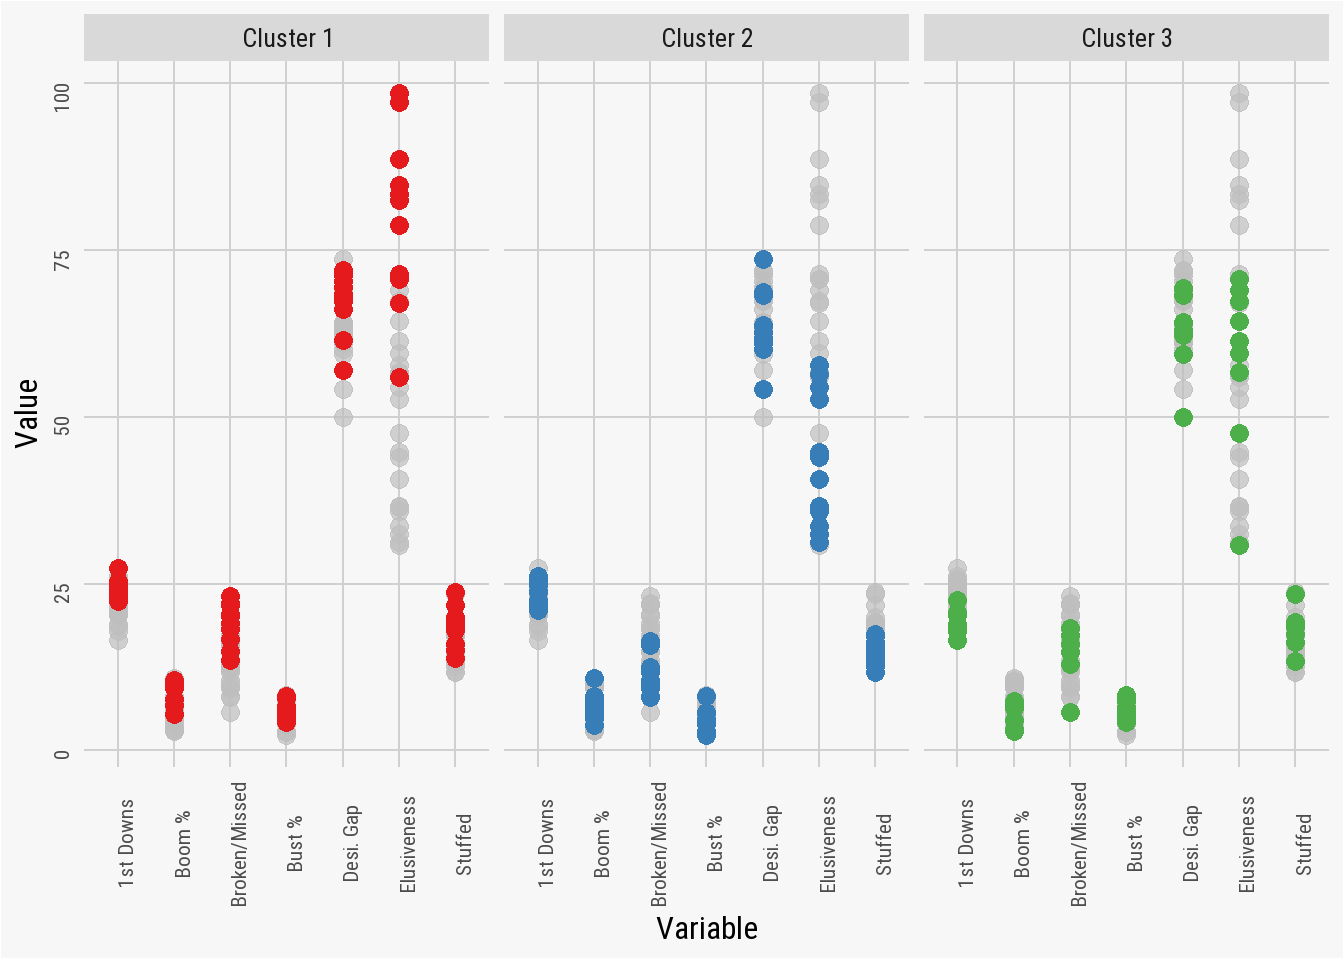 Cluster 1
Cluster 2
Cluster 3
100
75
50
25
0
Value
1st Downs
Boom %
Broken/Missed
Bust %
Desi. Gap
Elusiveness
Stuffed
1st Downs
Boom %
Broken/Missed
Bust %
Desi. Gap
Elusiveness
Stuffed
1st Downs
Boom %
Broken/Missed
Bust %
Desi. Gap
Elusiveness
Stuffed
Variable